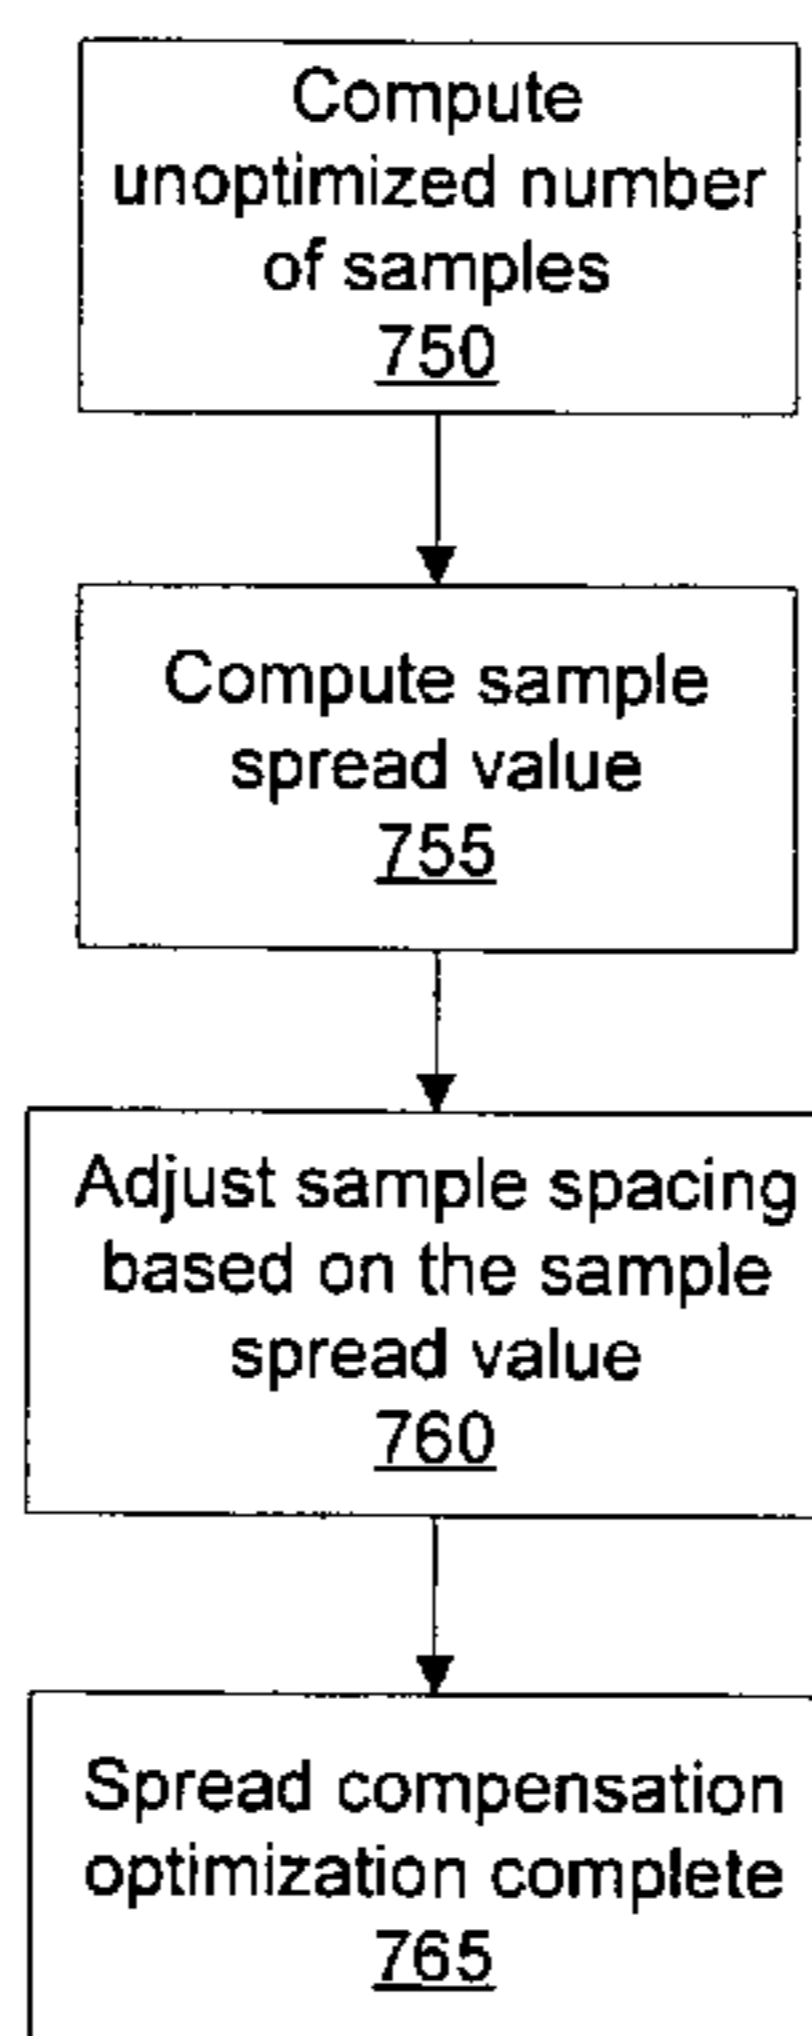 Compute
unoptimized number
of samples
750
Compute sample
spread value
755
Adjust sample spacing
based on the sample
spread value
760
Spread compensation
optimization complete
765